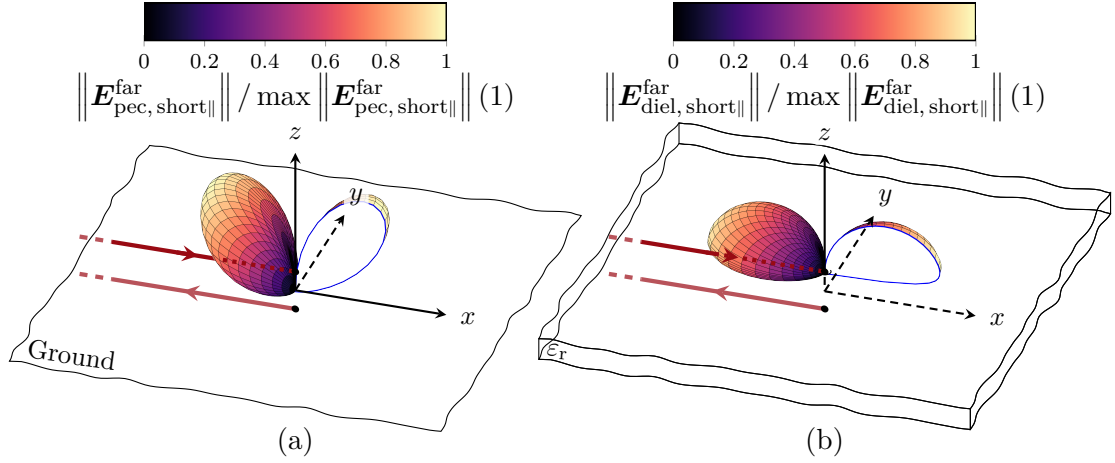 0 0.2 0.4 0.6 0.8 1
‖E^far_pec, short∥‖ / max ‖E^far_pec, short∥‖ (1)
z
y
x
Ground
(a)
0 0.2 0.4 0.6 0.8 1
‖E^far_diel, short∥‖ / max ‖E^far_diel, short∥‖ (1)
z
y
x
ε_r
(b)